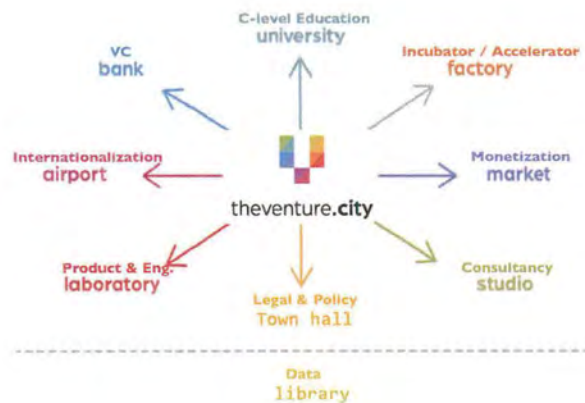 C-level Education
university
VC
bank
Incubator / Accelerator
factory
Internationalization
airport
Monetization
market
theventure.city
Product & Eng.
laboratory
Consultancy
studio
Legal & Policy
Town hall
Data
library